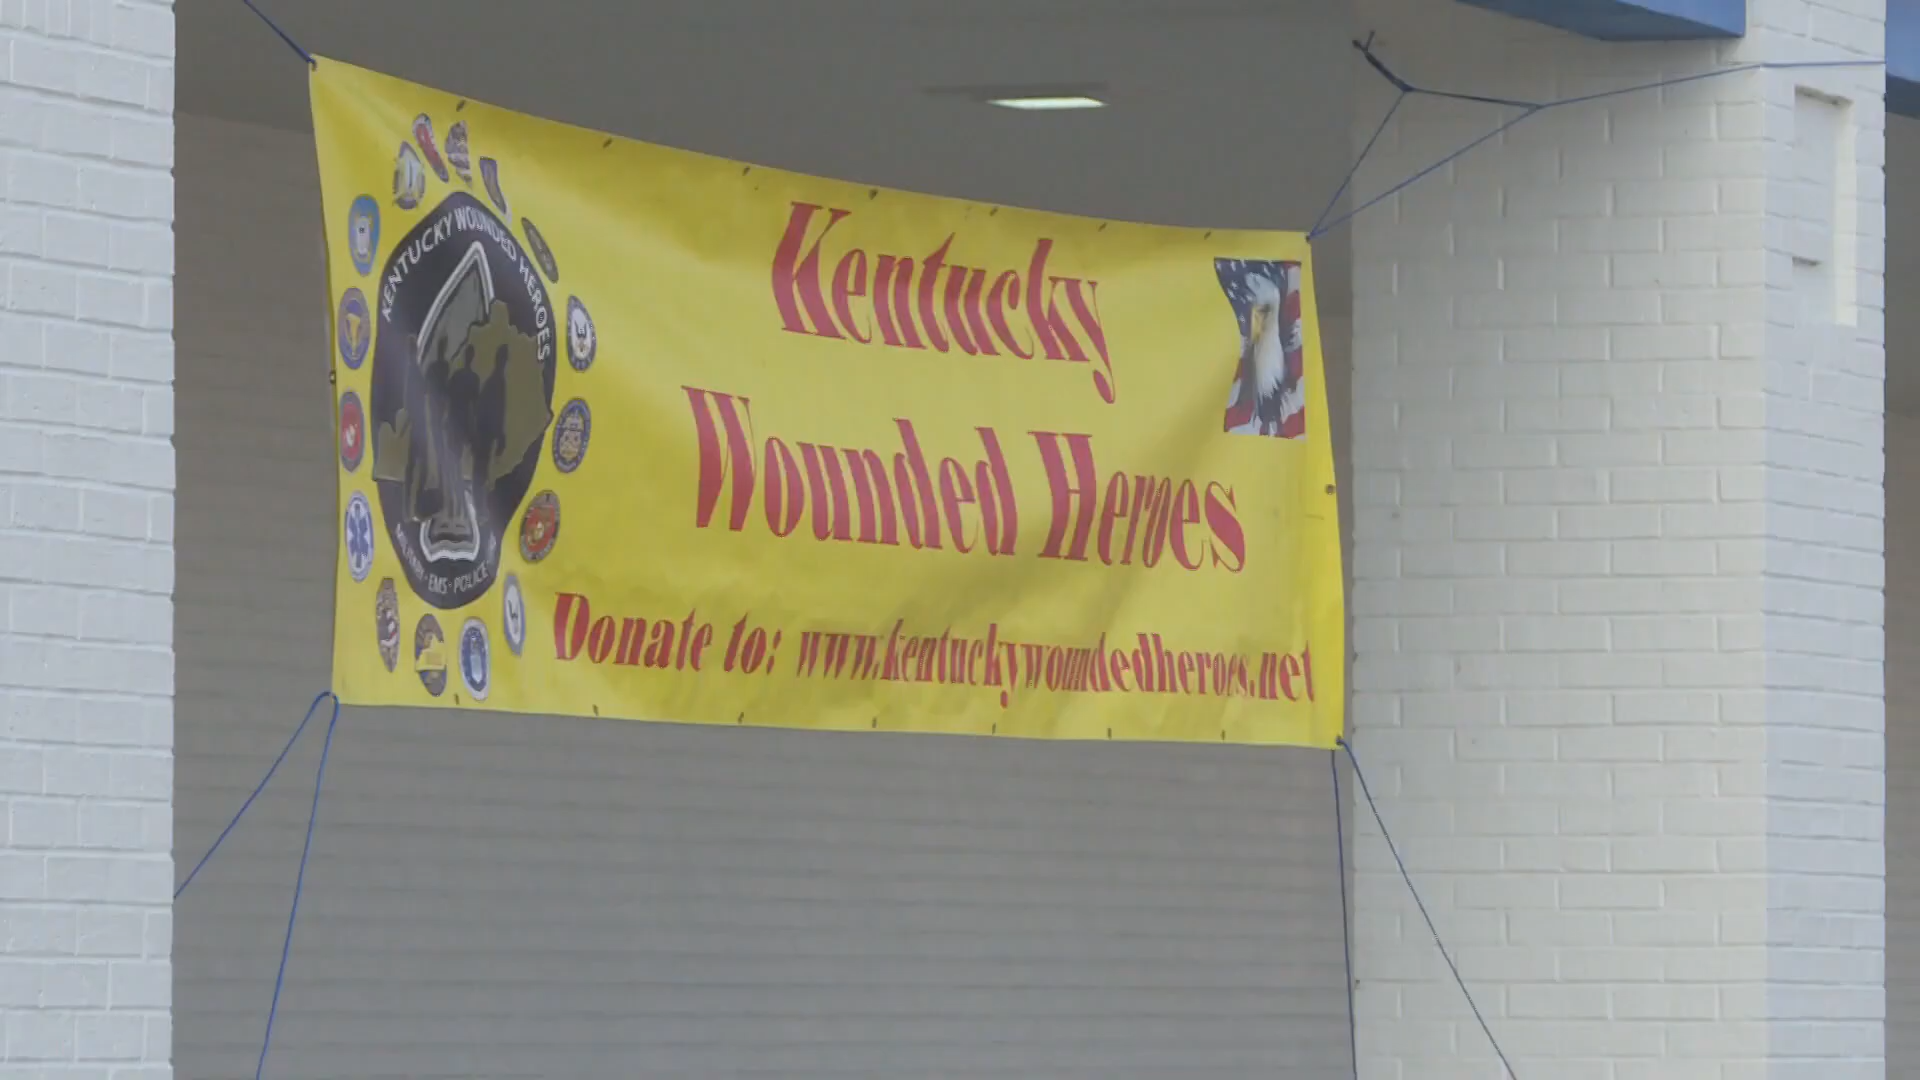 KENTUCKY WOUNDED HEROES
MILITARY · EMS · POLICE
Kentucky
Wounded Heroes
Donate to: www.kentuckywoundedheroes.net